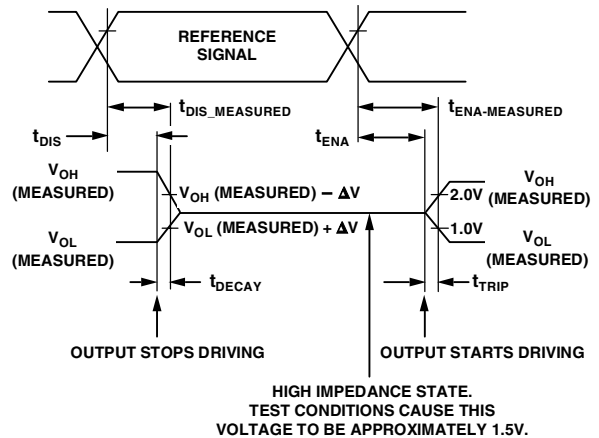 REFERENCE
SIGNAL
tDIS_MEASURED
tENA-MEASURED
tDIS
tENA
VOH
(MEASURED)
VOH (MEASURED) – ΔV
2.0V
VOH
(MEASURED)
VOL
(MEASURED)
VOL (MEASURED) + ΔV
1.0V
VOL
(MEASURED)
tDECAY
tTRIP
OUTPUT STOPS DRIVING
OUTPUT STARTS DRIVING
HIGH IMPEDANCE STATE.
TEST CONDITIONS CAUSE THIS
VOLTAGE TO BE APPROXIMATELY 1.5V.